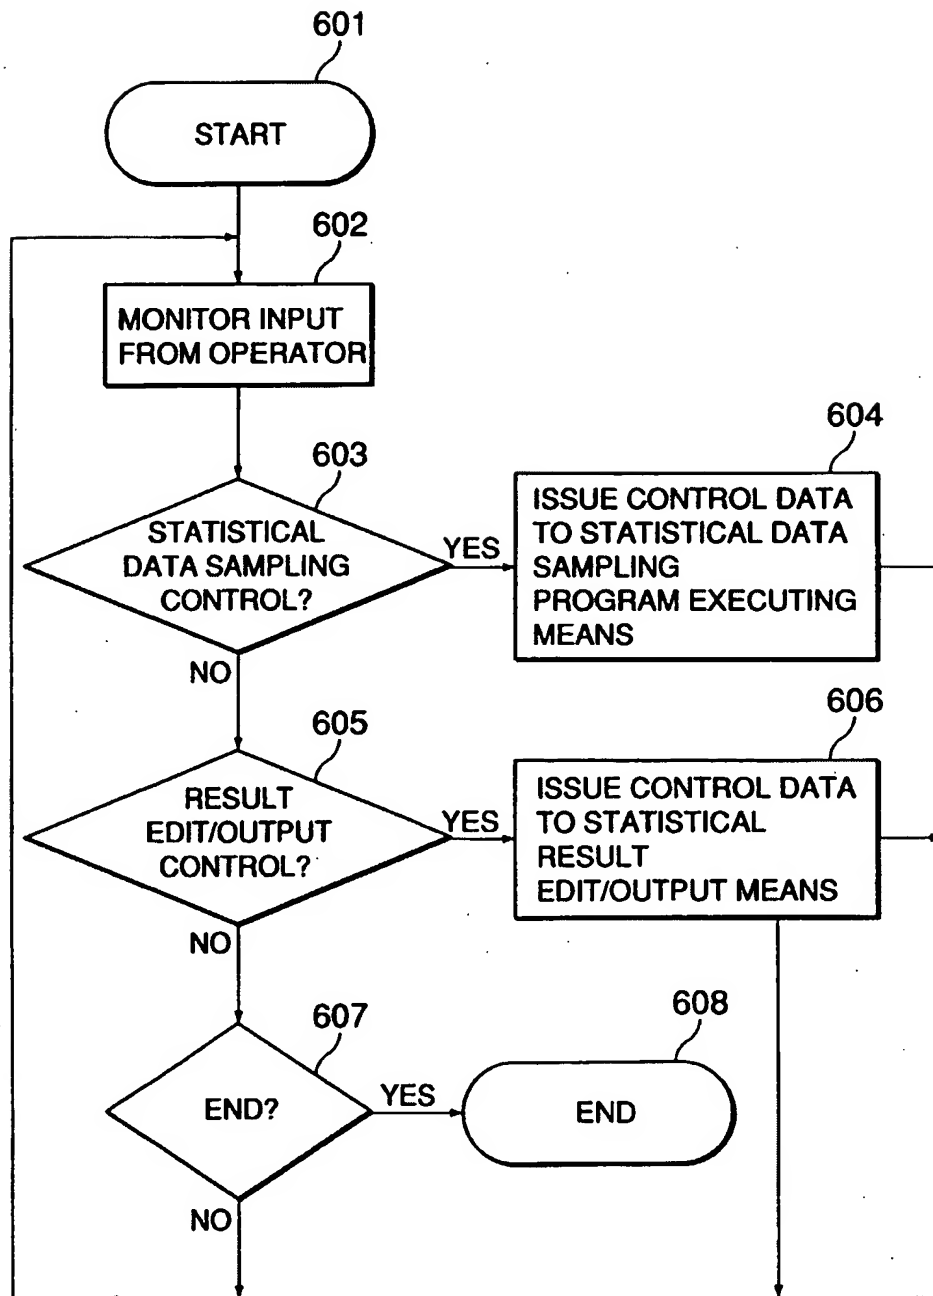 601
START
602
MONITOR INPUT
FROM OPERATOR
603
STATISTICAL
DATA SAMPLING
CONTROL?
YES
NO
604
ISSUE CONTROL DATA
TO STATISTICAL DATA
SAMPLING
PROGRAM EXECUTING
MEANS
605
RESULT
EDIT/OUTPUT
CONTROL?
YES
NO
606
ISSUE CONTROL DATA
TO STATISTICAL
RESULT
EDIT/OUTPUT MEANS
607
END?
YES
NO
608
END